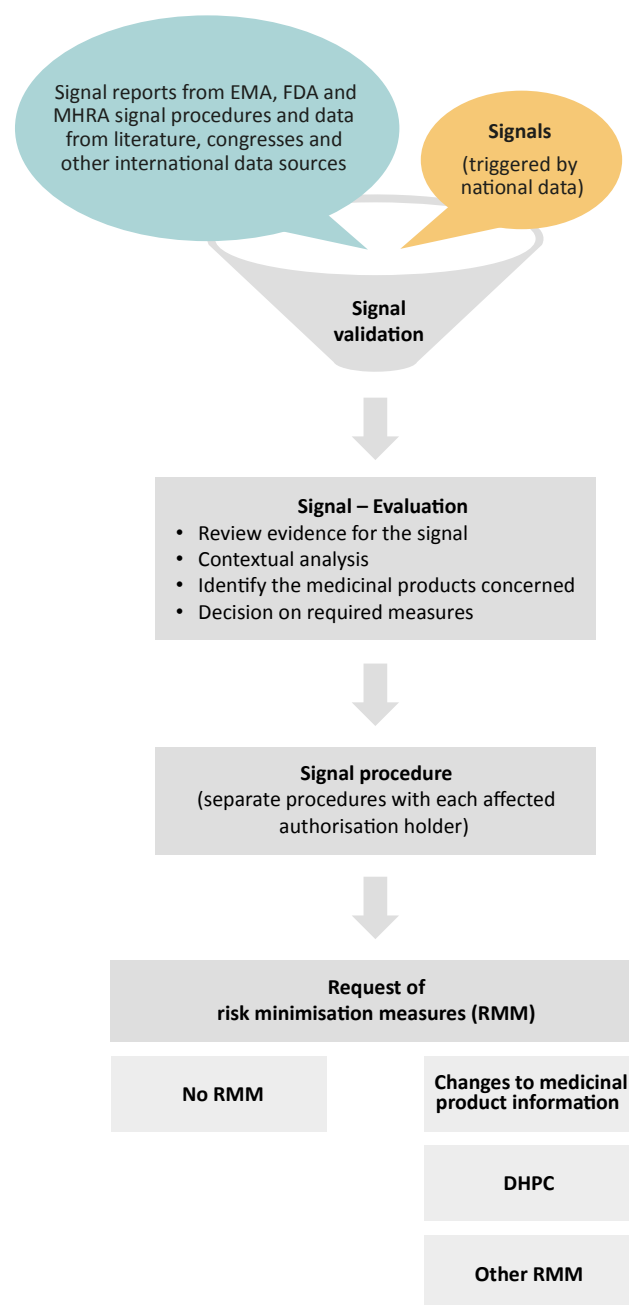 Signal reports from EMA, FDA and
MHRA signal procedures and data
from literature, congresses and
other international data sources
Signals
(triggered by
national data)
Signal
validation
Signal – Evaluation
• Review evidence for the signal
• Contextual analysis
• Identify the medicinal products concerned
• Decision on required measures
Signal procedure
(separate procedures with each affected
authorisation holder)
Request of
risk minimisation measures (RMM)
No RMM
Changes to medicinal
product information
DHPC
Other RMM